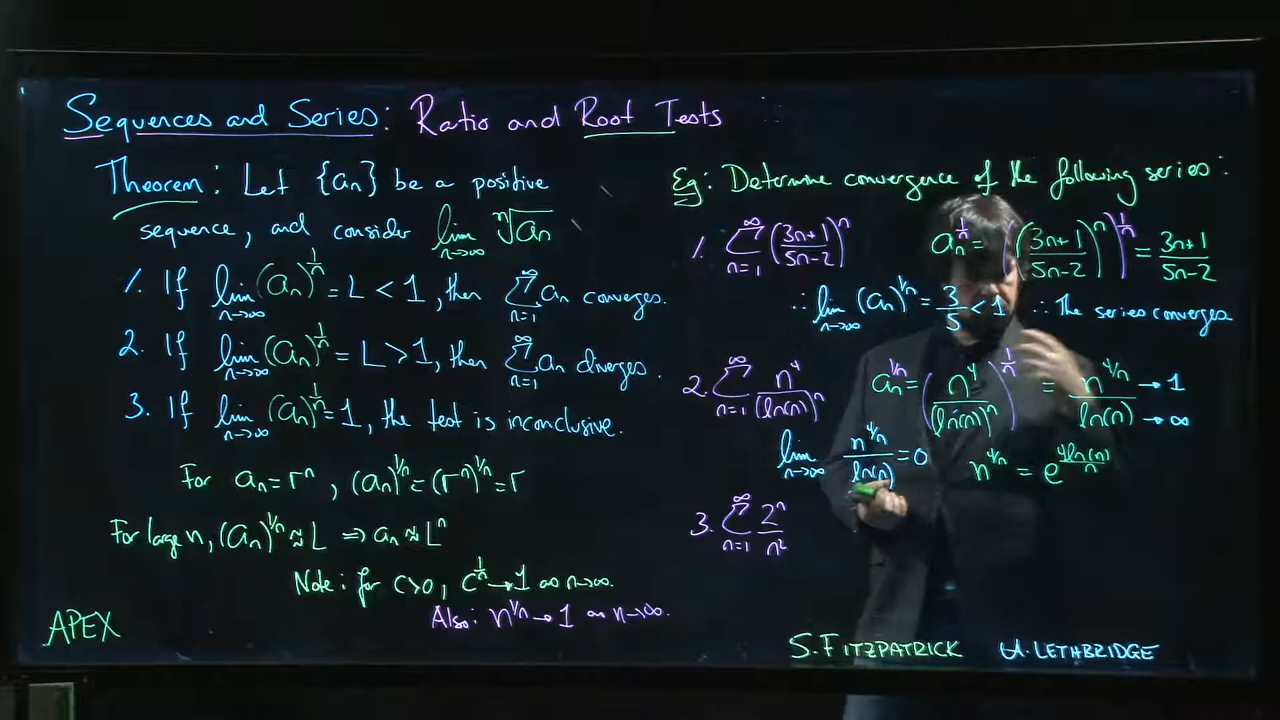 Sequences and Series: Ratio and Root Tests
Theorem: Let {aₙ} be a positive
sequence, and consider lim n→∞ ⁿ√aₙ
1. If lim n→∞ (aₙ)^(1/n) = L < 1, then ∑ n=1 ∞ aₙ converges.
2. If lim n→∞ (aₙ)^(1/n) = L > 1, then ∑ n=1 ∞ aₙ diverges.
3. If lim n→∞ (aₙ)^(1/n) = 1, the test is inconclusive.
For aₙ = rⁿ, (aₙ)^(1/n) = (rⁿ)^(1/n) = r
For large n, (aₙ)^(1/n) ≈ L ⇒ aₙ ≈ Lⁿ
Note: for c>0, c^(1/n) → 1 as n→∞.
Also: n^(1/n) → 1 as n→∞.
APEX
Eg: Determine convergence of the following series:
1. ∑ n=1 ∞ ((3n+1)/(5n-2))^n aₙ^(1/n) = (((3n+1)/(5n-2))^n)^(1/n) = (3n+1)/(5n-2)
∴ lim n→∞ (aₙ)^(1/n) = 3/5 < 1 ∴ The series converges
2. ∑ n=1 ∞ n^4/(ln(n))^n aₙ^(1/n) = (n^4/(ln(n))^n)^(1/n) = n^(4/n)/ln(n) →1 →∞
lim n→∞ n^(4/n)/ln(n) = 0 n^(4/n) = e^(4ln(n)/n)
3. ∑ n=1 ∞ 2^n/n^2
S. FITZPATRICK U. LETHBRIDGE